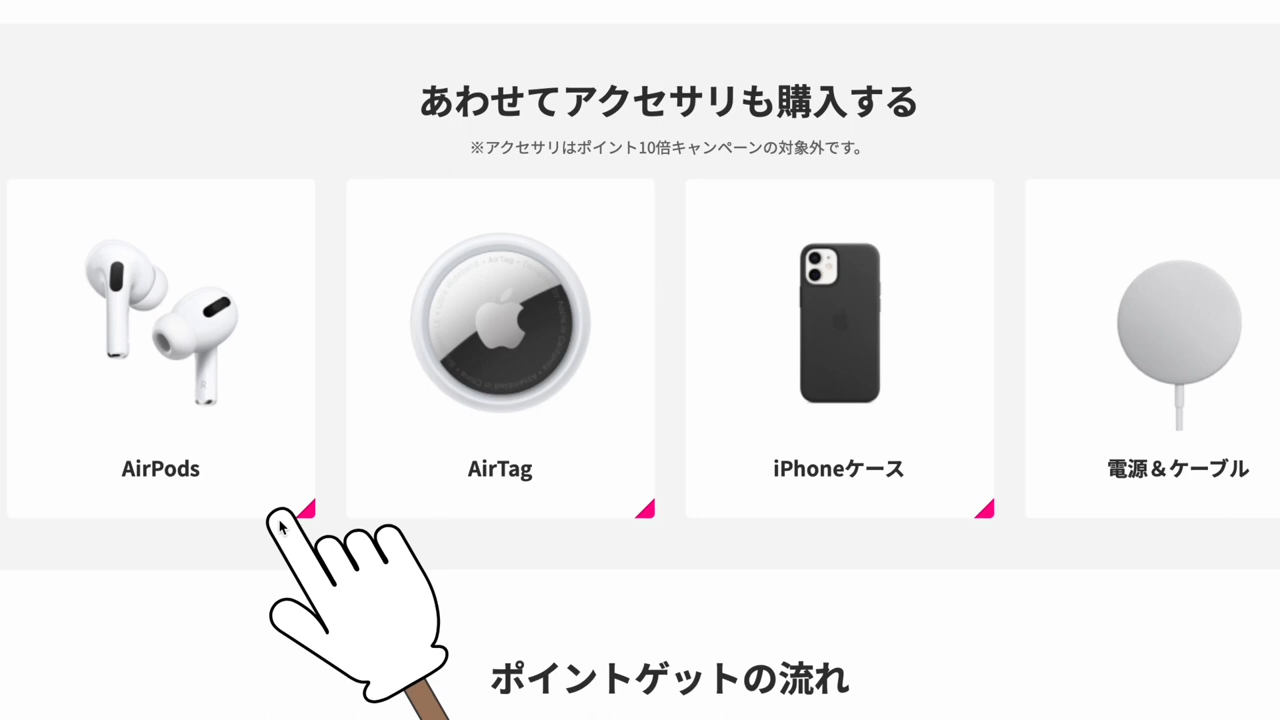 あわせてアクセサリも購入する
※アクセサリはポイント10倍キャンペーンの対象外です。
AirPods
AirTag
iPhoneケース
電源＆ケーブル
ポイントゲットの流れ